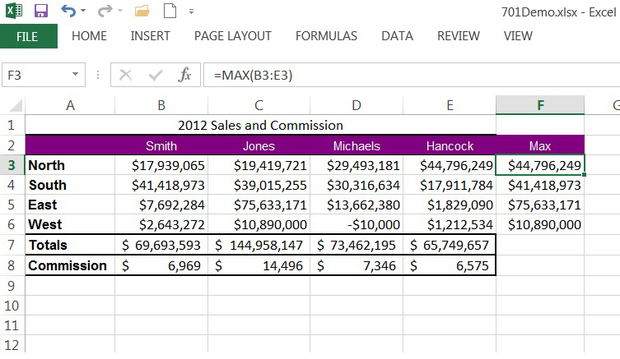 701Demo.xlsx - Excel
FILE HOME INSERT PAGE LAYOUT FORMULAS DATA REVIEW VIEW
F3 fx =MAX(B3:E3)
A B C D E F G
1 2012 Sales and Commission
2 Smith Jones Michaels Hancock Max
3 North $17,939,065 $19,419,721 $29,493,181 $44,796,249 $44,796,249
4 South $41,418,973 $39,015,255 $30,316,634 $17,911,784 $41,418,973
5 East $7,692,284 $75,633,171 $13,662,380 $1,829,090 $75,633,171
6 West $2,643,272 $10,890,000 -$10,000 $1,212,534 $10,890,000
7 Totals $ 69,693,593 $ 144,958,147 $ 73,462,195 $ 65,749,657
8 Commission $ 6,969 $ 14,496 $ 7,346 $ 6,575
9
10
11
12